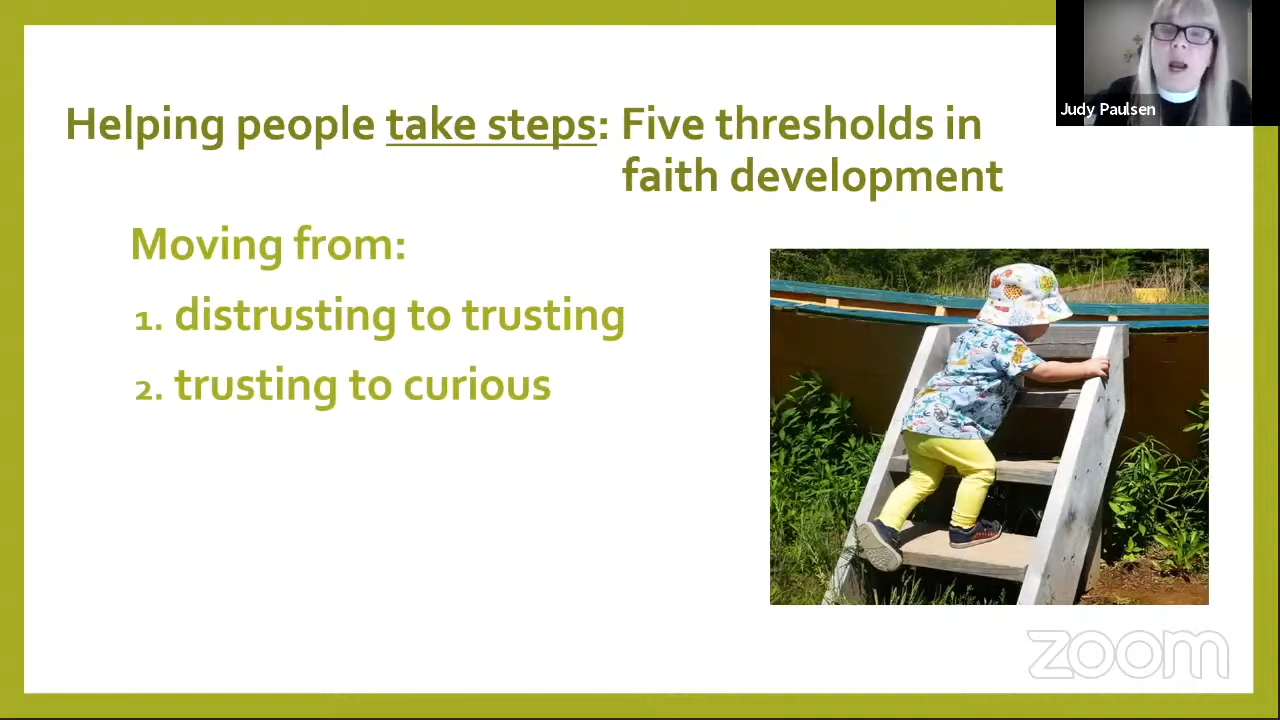 Judy Paulsen
Helping people take steps: Five thresholds in
faith development
Moving from:
1. distrusting to trusting
2. trusting to curious
zoom